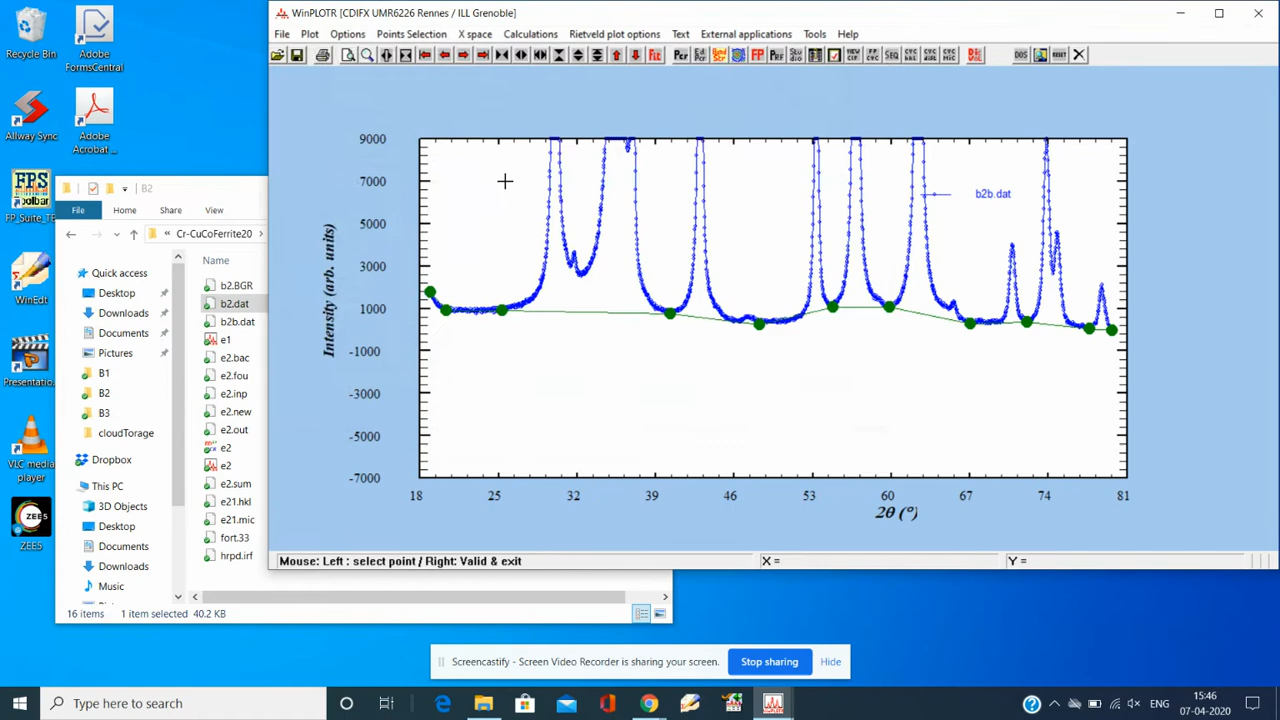 Recycle Bin
Adobe
FormsCentral
Allway Sync
Adobe
Acrobat ...
FPS
Toolbar
FP_Suite_TB
WinEdt
Presentatio...
VLC media
player
ZEES
ZEES
WinPLOTR [CDIFX UMR6226 Rennes / ILL Grenoble]
File Plot Options Points Selection X space Calculations Rietveld plot options Text External applications Tools Help
9000
7000
5000
3000
1000
-1000
-3000
-5000
-7000
Intensity (arb. units)
b2b.dat
18 25 32 39 46 53 60 67 74 81
2θ (°)
Mouse: Left : select point / Right: Valid & exit
X =
Y =
B2
File Home Share View
« Cr-CuCoFerrite20 ›
Name
Quick access
Desktop
Downloads
Documents
Pictures
B1
B2
B3
cloudTorage
Dropbox
This PC
3D Objects
Desktop
Documents
Downloads
Music
b2.BGR
b2.dat
b2b.dat
e1
e2.bac
e2.fou
e2.inp
e2.new
e2.out
e2
e2
e2.sum
e21.hkl
e21.mic
fort.33
hrpd.irf
16 items 1 item selected 40.2 KB
Screencastify - Screen Video Recorder is sharing your screen.
Stop sharing
Hide
Type here to search
ENG
15:46
07-04-2020